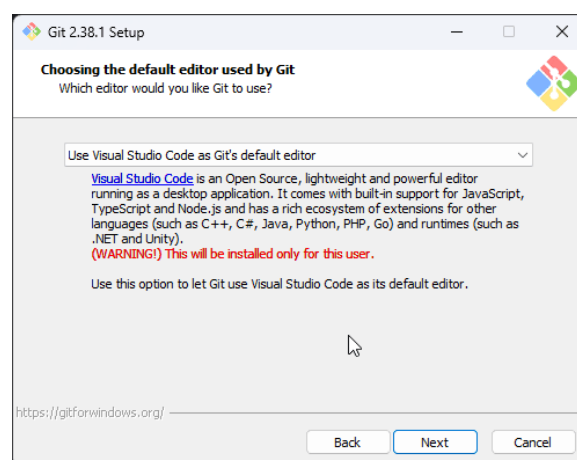 Git 2.38.1 Setup
Choosing the default editor used by Git
Which editor would you like Git to use?
Use Visual Studio Code as Git's default editor
Visual Studio Code is an Open Source, lightweight and powerful editor
running as a desktop application. It comes with built-in support for JavaScript,
TypeScript and Node.js and has a rich ecosystem of extensions for other
languages (such as C++, C#, Java, Python, PHP, Go) and runtimes (such as
.NET and Unity).
(WARNING!) This will be installed only for this user.
Use this option to let Git use Visual Studio Code as its default editor.
https://gitforwindows.org/
Back Next Cancel